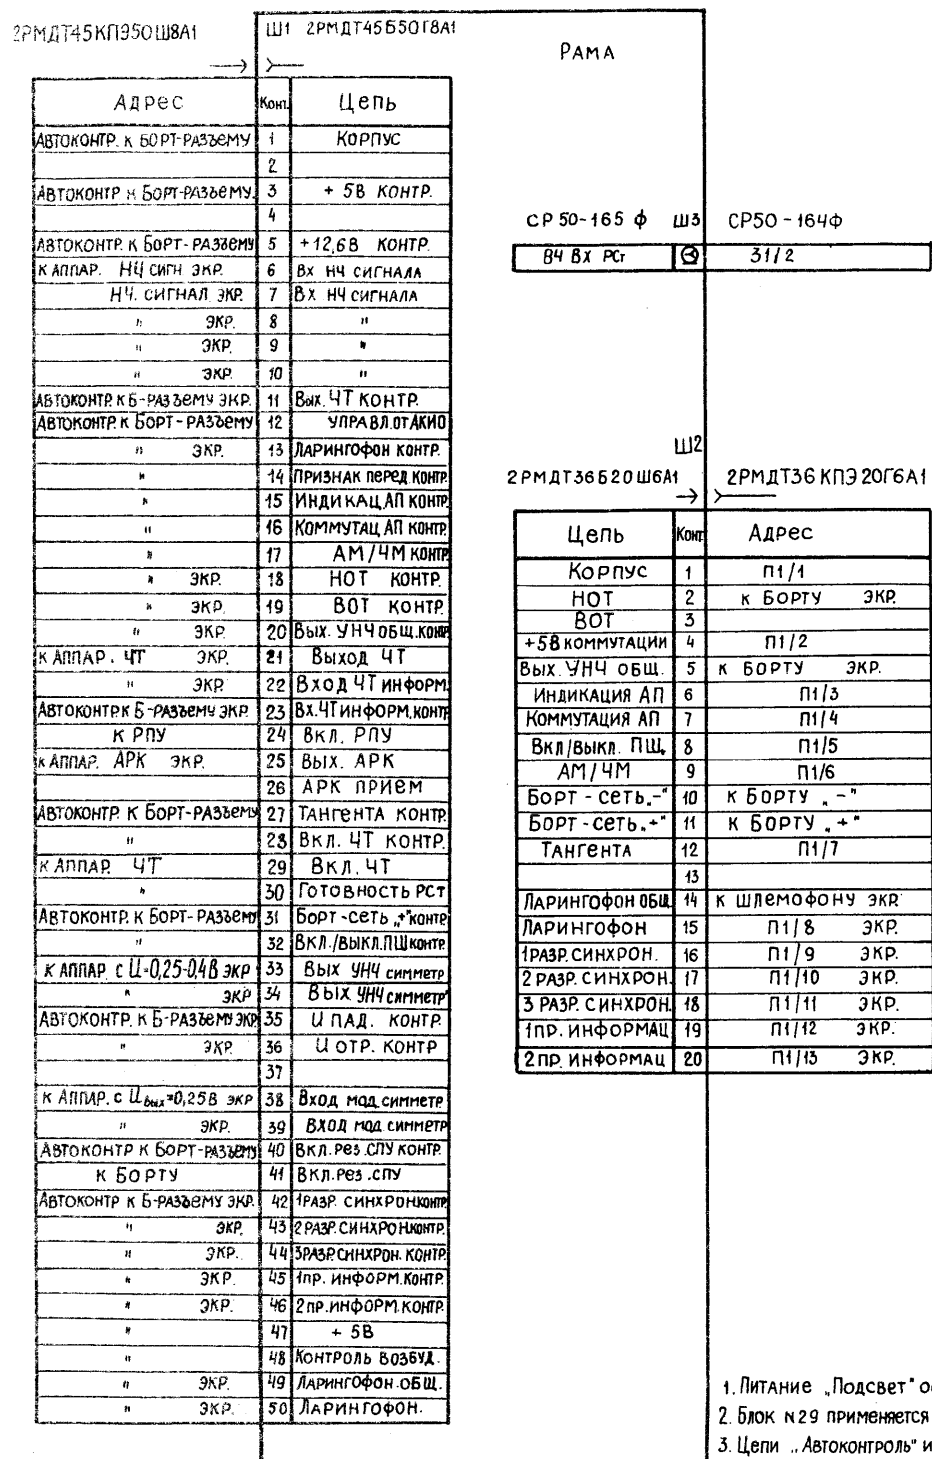 2РМДТ45КПЭ50Ш8А1
Ш1 2РМДТ45Б50Г8А1
Рама
Адрес Конт. Цепь
Автоконтр. к борт-разъему 1 Корпус
2
Автоконтр к Борт-разъему. 3 + 5В контр.
4
Автоконтр. к Борт-разъему 5 +12,6В контр.
к аппар. НЧ сигн экр. 6 Вх НЧ сигнала
НЧ. сигнал экр. 7 Вх НЧ сигнала
" экр. 8 "
" экр. 9 "
" экр. 10 "
Автоконтр. к Б-разъему экр. 11 Вых. ЧТ контр.
Автоконтр. к Борт-разъему 12 Управл. от АКИО
" экр. 13 Ларингофон контр.
" 14 Признак перед контр.
" 15 Индикац АП контр.
" 16 Коммутац АП контр.
" 17 АМ/ЧМ контр
" экр. 18 НОТ контр.
" экр. 19 ВОТ контр.
" экр. 20 Вых. УНЧ общ. контр
к аппар. ЧТ экр. 21 Выход ЧТ
" экр. 22 Вход ЧТ информ.
Автоконтр к Б-разъему экр. 23 Вх. ЧТ информ. контр
к РПУ 24 Вкл. РПУ
к аппар. АРК экр. 25 Вых. АРК
26 АРК прием
Автоконтр. к Борт-разъему 27 Тангента контр.
" 28 Вкл. ЧТ контр.
к аппар. ЧТ 29 Вкл. ЧТ
" 30 Готовность РСТ
Автоконтр. к Борт-разъему 31 Борт-сеть „+" контр
" 32 Вкл./выкл. ПШ контр
к аппар. с U=0,25-0,4В экр 33 Вых УНЧ симметр
" экр 34 Вых УНЧ симметр
Автоконтр. к Б-разъему экр 35 U пад. контр.
" экр. 36 U отр. контр
37
к аппар. с Uвых=0,25В экр 38 Вход мод. симметр
" экр. 39 Вход мод симметр
Автоконтр к Борт-разъему 40 Вкл. рез. СПУ контр.
к борту 41 Вкл. рез. СПУ
Автоконтр к Б-разъему экр. 42 1разр. синхрон контр.
" экр. 43 2разр. синхрон. контр.
" экр. 44 3разр синхрон. контр.
" экр. 45 1пр. информ. контр.
" экр. 46 2 пр. информ. контр.
" 47 + 5В
" 48 Контроль возбуд.
" экр. 49 Ларингофон общ.
" экр. 50 Ларингофон.
СР 50-165 Ф Ш3 СР50-164Ф
ВЧ Вх РСт 31/2
Ш2
2РМДТ36Б20Ш6А1 2РМДТ36КПЭ20Г6А1
Цепь Конт Адрес
Корпус 1 П1/1
НОТ 2 к борту экр.
ВОТ 3
+5В коммутации 4 П1/2
Вых. УНЧ общ. 5 к борту экр.
Индикация АП 6 П1/3
Коммутация АП 7 П1/4
Вкл/выкл. ПШ. 8 П1/5
АМ/ЧМ 9 П1/6
Борт-сеть„-" 10 к борту „-"
Борт-сеть„+" 11 к борту „+"
Тангента 12 П1/7
13
Ларингофон общ 14 к шлемофону экр
Ларингофон 15 П1/8 экр.
1разр. синхрон. 16 П1/9 экр.
2 разр. синхрон. 17 П1/10 экр.
3 разр. синхрон. 18 П1/11 экр.
1пр. информац 19 П1/12 экр.
2пр. информац 20 П1/13 экр.
1. Питание „Подсвет" ос
2. Блок №29 применяется
3. Цепи „Автоконтроль" и